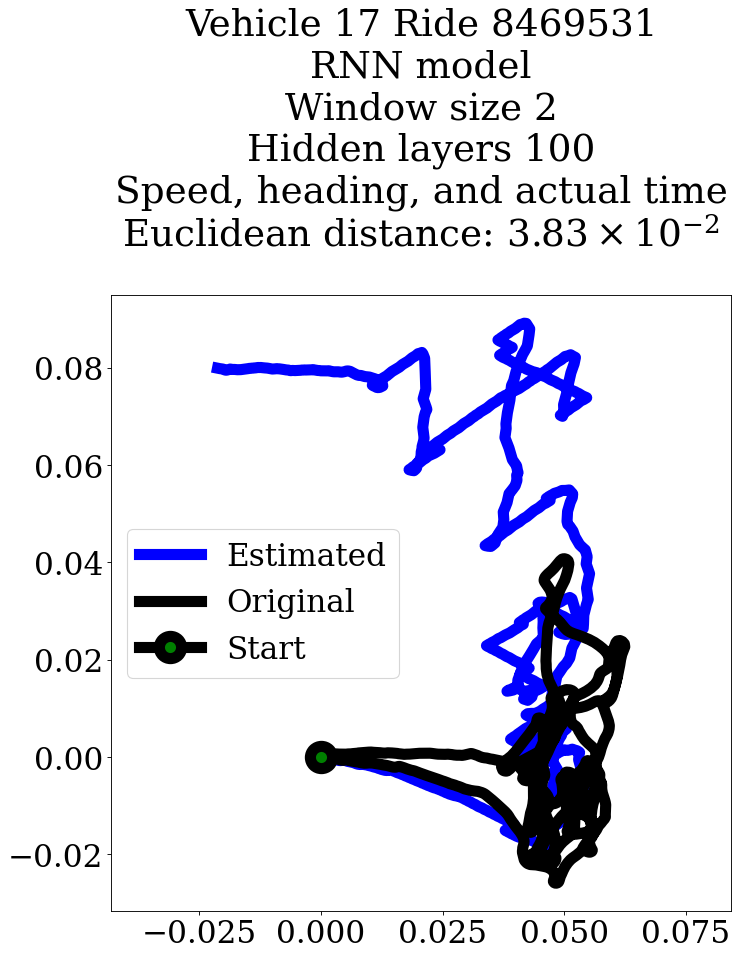 Vehicle 17 Ride 8469531
RNN model
Window size 2
Hidden layers 100
Speed, heading, and actual time
Euclidean distance: 3.83 × 10⁻²
0.08
0.06
0.04
0.02
0.00
−0.02
Estimated
Original
Start
−0.025 0.000 0.025 0.050 0.075